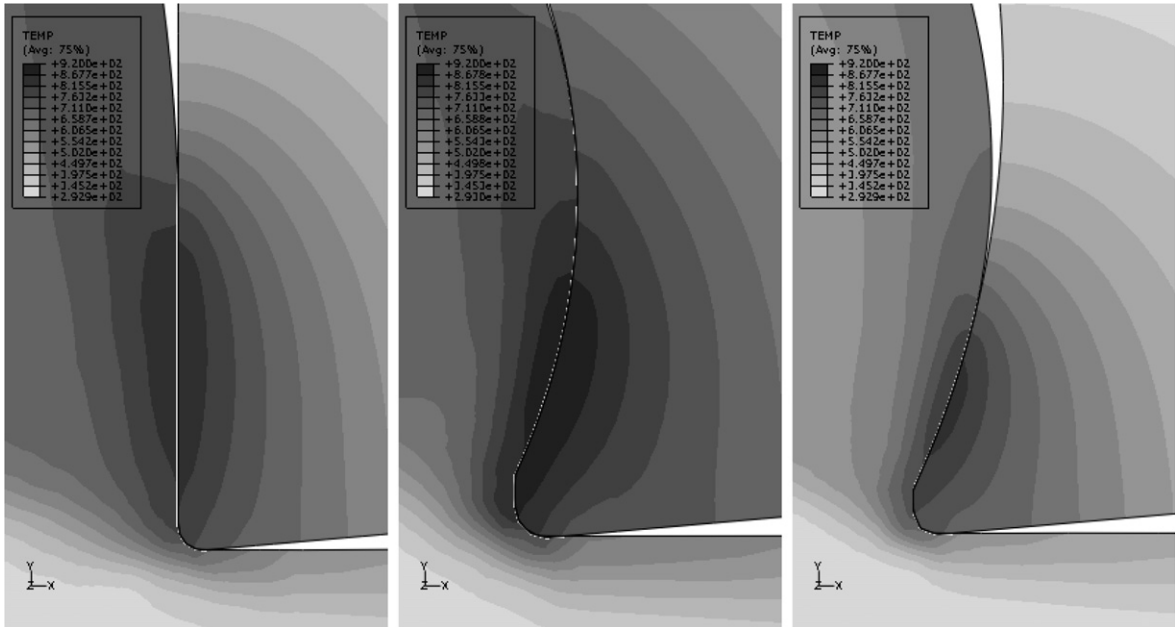 TEMP
(Avg: 75%)
+9.200e+02
+8.678e+02
+8.155e+02
+7.632e+02
+7.110e+02
+6.587e+02
+6.065e+02
+5.542e+02
+5.020e+02
+4.497e+02
+3.975e+02
+3.452e+02
+2.929e+02
Y
Z X
TEMP
(Avg: 75%)
+9.200e+02
+8.678e+02
+8.155e+02
+7.633e+02
+7.110e+02
+6.588e+02
+6.065e+02
+5.543e+02
+5.020e+02
+4.498e+02
+3.975e+02
+3.453e+02
+2.930e+02
Y
Z X
TEMP
(Avg: 75%)
+9.200e+02
+8.677e+02
+8.155e+02
+7.632e+02
+7.110e+02
+6.587e+02
+6.065e+02
+5.542e+02
+5.020e+02
+4.497e+02
+3.975e+02
+3.452e+02
+2.929e+02
Y
Z X